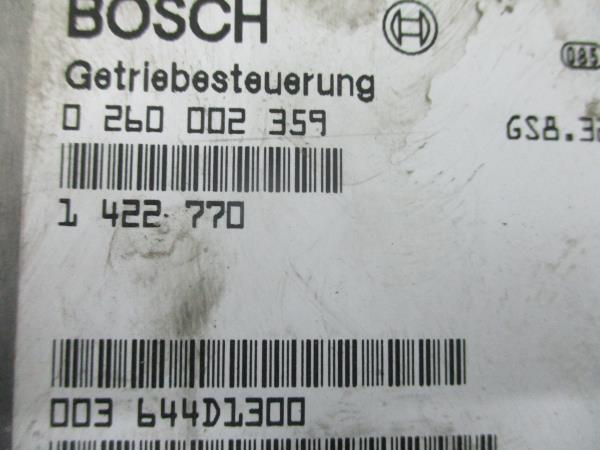 BOSCH
Getriebesteuerung
0 260 002 359
1 422 770
003 644D1300